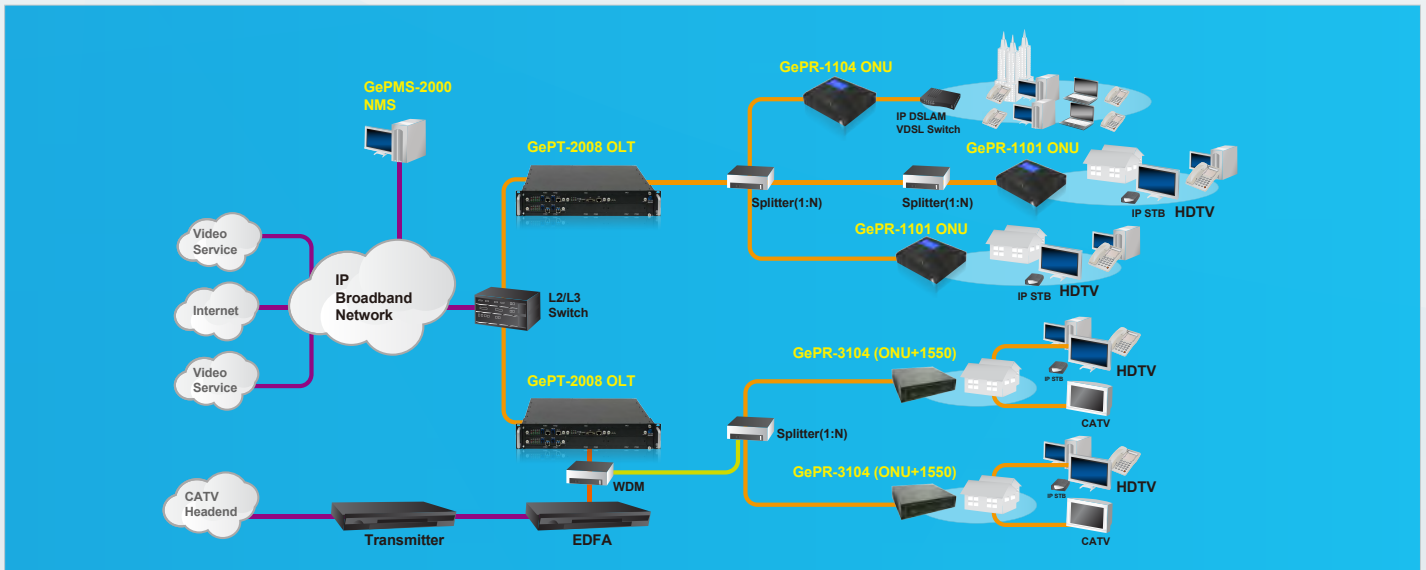 GePMS-2000
NMS
GePR-1104 ONU
IP DSLAM
VDSL Switch
GePT-2008 OLT
GePR-1101 ONU
Splitter(1:N)
Splitter(1:N)
IP STB
HDTV
GePR-1101 ONU
IP STB
HDTV
Video
Service
Internet
Video
Service
IP
Broadband
Network
L2/L3
Switch
GePT-2008 OLT
GePR-3104 (ONU+1550)
IP STB
HDTV
CATV
Splitter(1:N)
GePR-3104 (ONU+1550)
IP STB
HDTV
CATV
WDM
CATV
Headend
Transmitter
EDFA